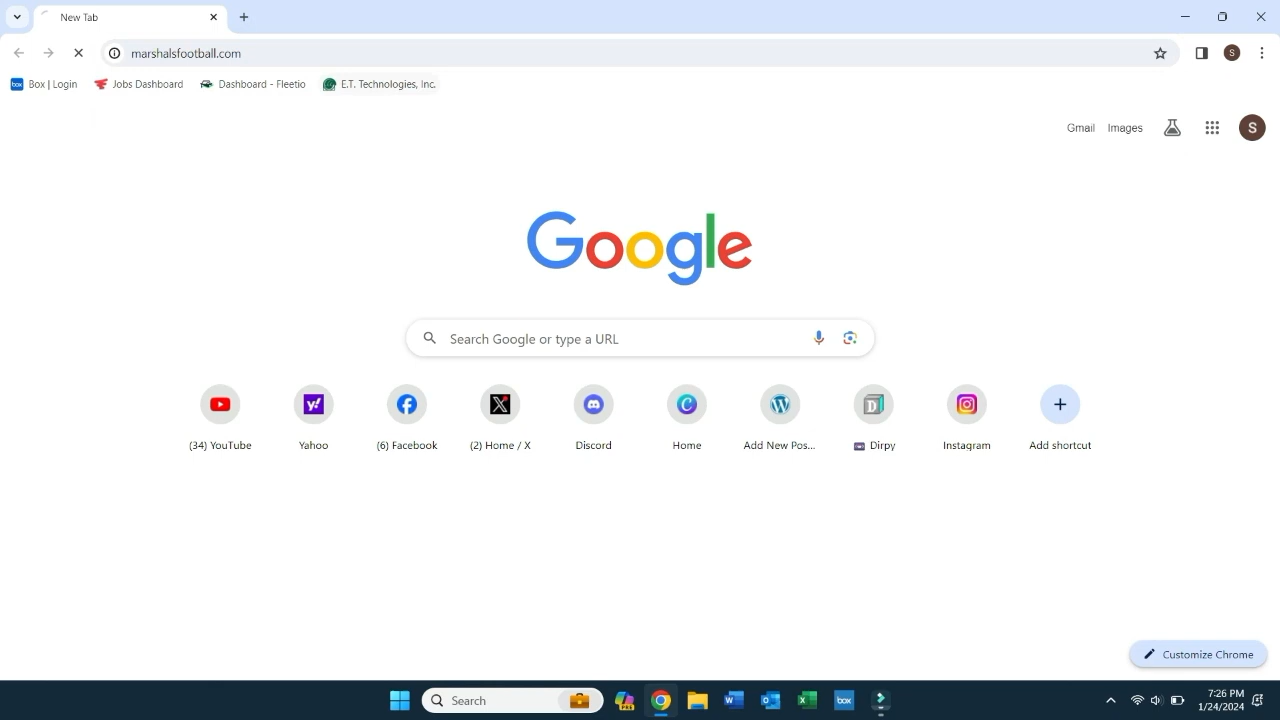 New Tab
marshalsfootball.com
box Box | Login
Jobs Dashboard
Dashboard - Fleetio
E.T. Technologies, Inc.
S
Gmail
Images
S
Google
Search Google or type a URL
(34) YouTube
Yahoo
(6) Facebook
(2) Home / X
Discord
Home
Add New Pos...
Dirpy
Instagram
Add shortcut
Customize Chrome
Search
box
7:26 PM
1/24/2024